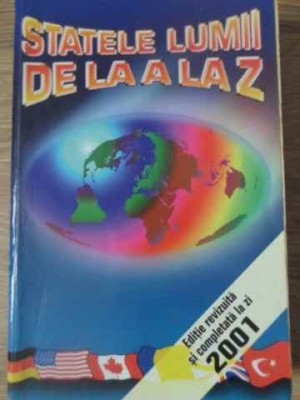 STATELE LUMII
DE LA A LA Z
Ediție revizuită
și completată la zi
2001